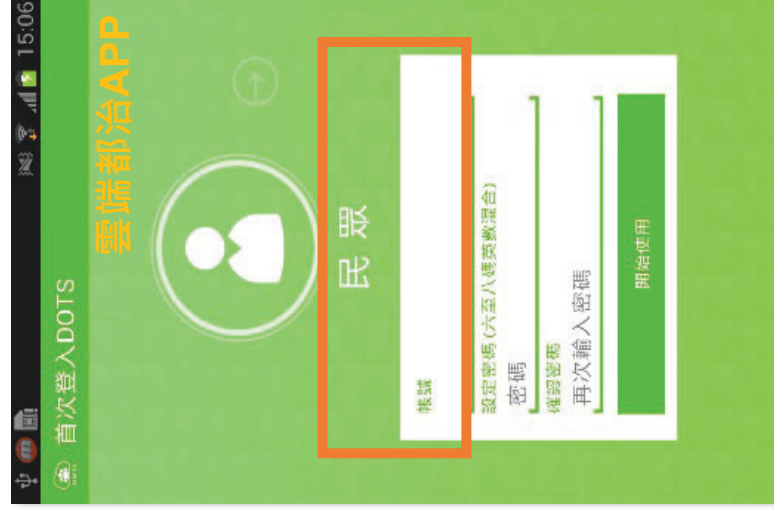 15:06
首次登入DOTS
雲端都治APP
民眾
帳號
設定密碼(六至八碼英數混合)
密碼
確認密碼
再次輸入密碼
開始使用